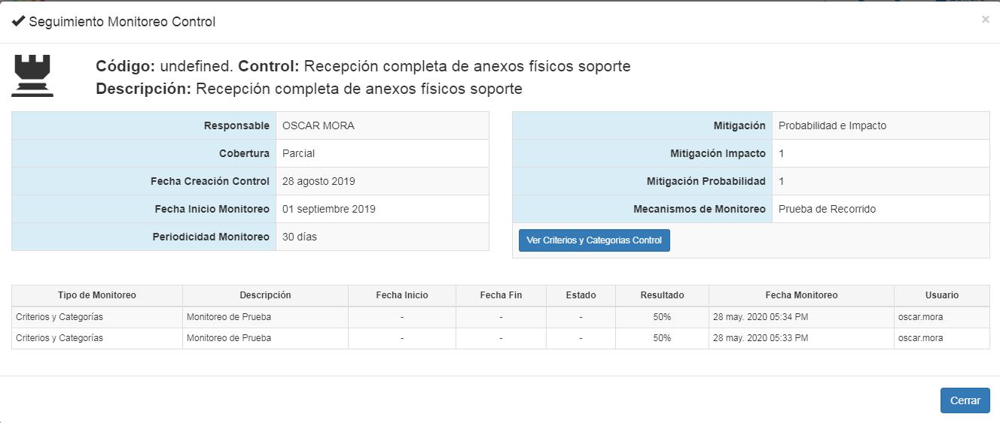 Seguimiento Monitoreo Control
×
Código: undefined. Control: Recepción completa de anexos físicos soporte
Descripción: Recepción completa de anexos físicos soporte
Responsable OSCAR MORA
Cobertura Parcial
Fecha Creación Control 28 agosto 2019
Fecha Inicio Monitoreo 01 septiembre 2019
Periodicidad Monitoreo 30 días
Mitigación Probabilidad e Impacto
Mitigación Impacto 1
Mitigación Probabilidad 1
Mecanismos de Monitoreo Prueba de Recorrido
Ver Criterios y Categorias Control
Tipo de Monitoreo Descripción Fecha Inicio Fecha Fin Estado Resultado Fecha Monitoreo Usuario
Criterios y Categorías Monitoreo de Prueba - - - 50% 28 may. 2020 05:34 PM oscar.mora
Criterios y Categorías Monitoreo de Prueba - - - 50% 28 may. 2020 05:33 PM oscar.mora
Cerrar